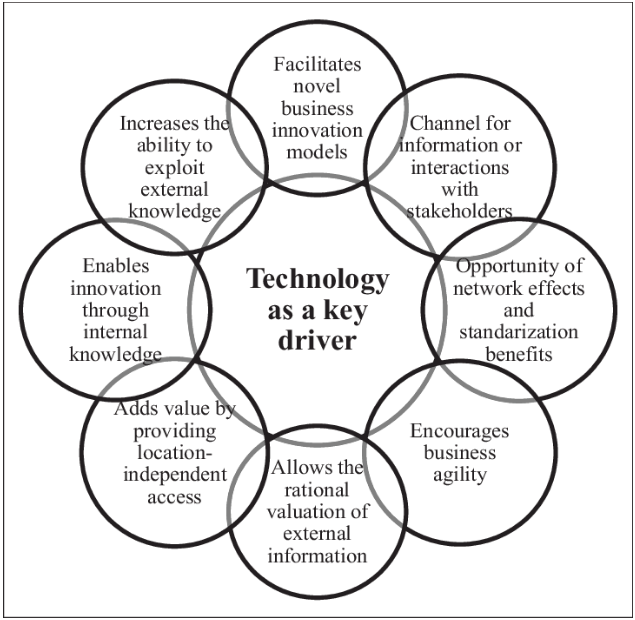 Facilitates
novel
business
innovation
models
Channel for
information or
interactions
with
stakeholders
Opportunity of
network effects
and
standarization
benefits
Encourages
business
agility
Allows the
rational
valuation of
external
information
Adds value by
providing
location-
independent
access
Enables
innovation
through
internal
knowledge
Increases the
ability to
exploit
external
knowledge
Technology
as a key
driver